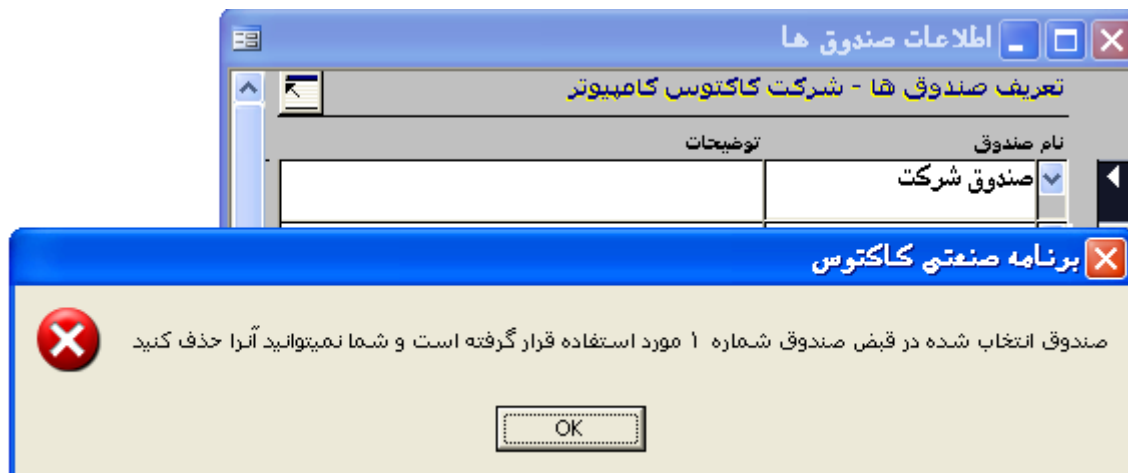 اطلاعات صندوق ها
تعریف صندوق ها - شرکت کاکتوس کامپیوتر
نام صندوق توضیحات
صندوق شرکت
برنامه صنعتی کاکتوس
صندوق انتخاب شده در قبض صندوق شماره ۱ مورد استفاده قرار گرفته است و شما نمیتوانید آنرا حذف کنید
OK